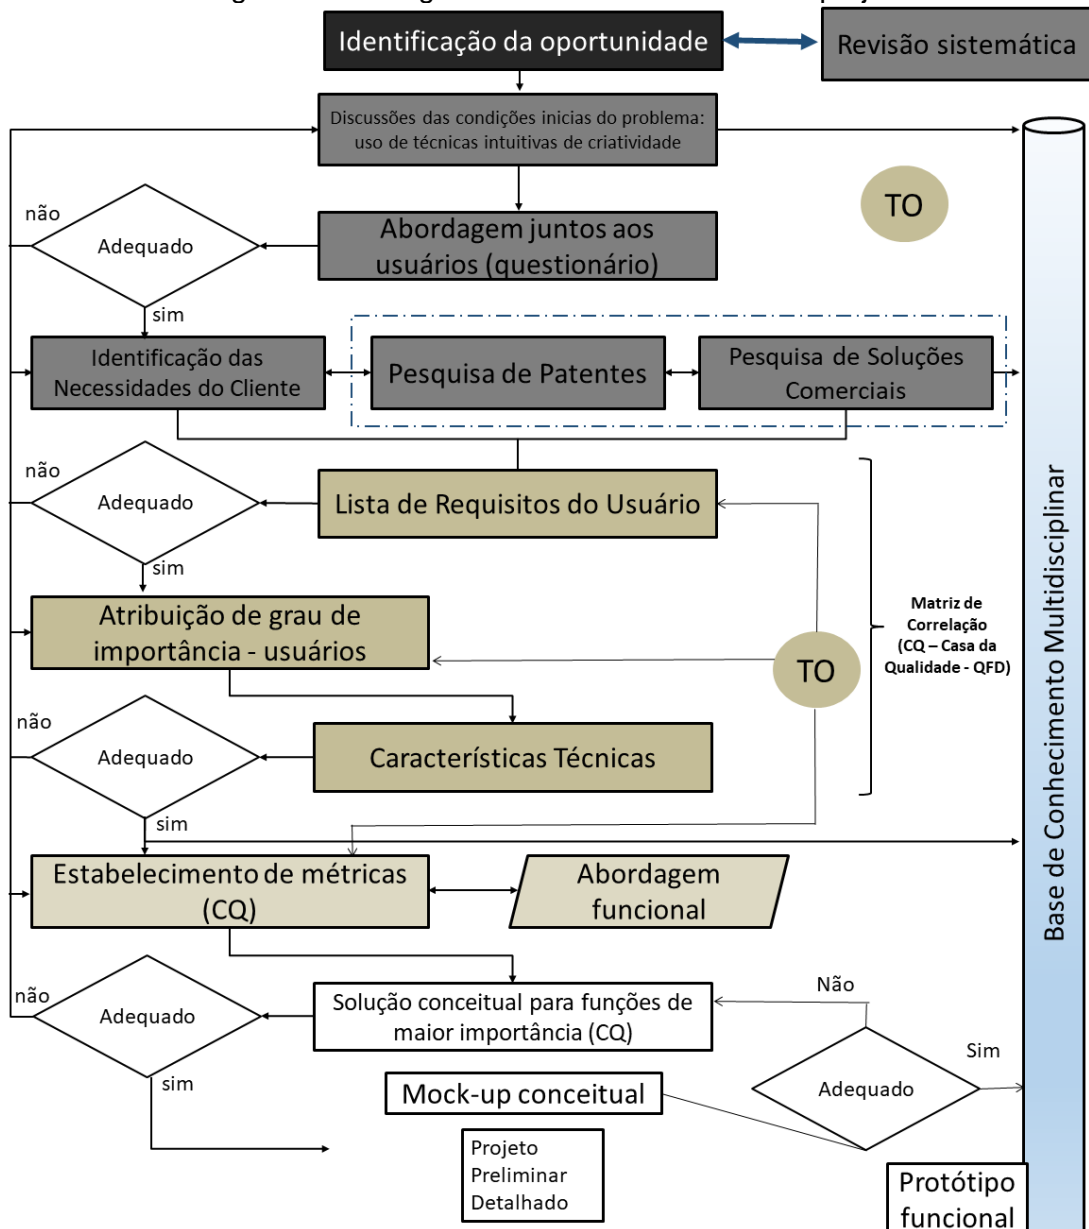 Identificação da oportunidade
Revisão sistemática
Discussões das condições inicias do problema:
uso de técnicas intuitivas de criatividade
TO
não
Adequado
Abordagem juntos aos
usuários (questionário)
sim
Identificação das
Necessidades do Cliente
Pesquisa de Patentes
Pesquisa de Soluções
Comerciais
não
Adequado
Lista de Requisitos do Usuário
sim
Atribuição de grau de
importância - usuários
TO
Matriz de
Correlação
(CQ – Casa da
Qualidade - QFD)
Base de Conhecimento Multidisciplinar
não
Adequado
Características Técnicas
sim
Estabelecimento de métricas
(CQ)
Abordagem
funcional
não
Adequado
Solução conceitual para funções de
maior importância (CQ)
Não
Sim
Adequado
sim
Mock-up conceitual
Projeto
Preliminar
Detalhado
Protótipo
funcional